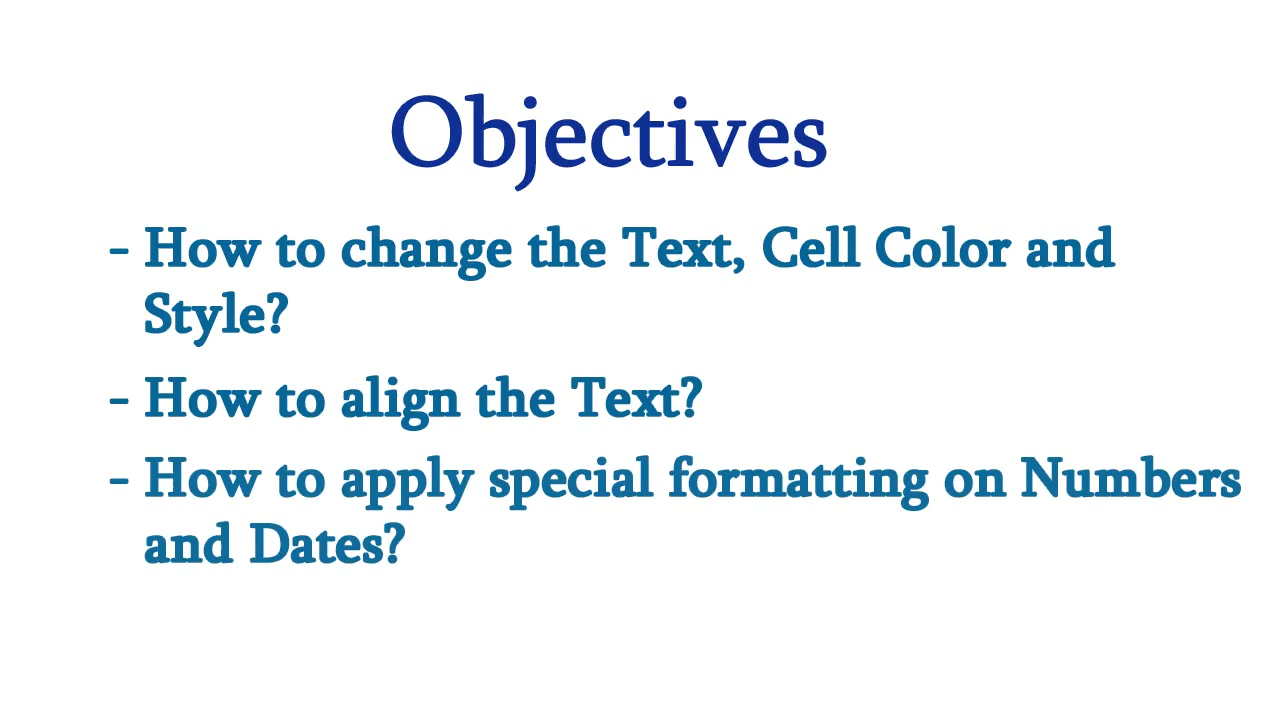 Objectives
- How to change the Text, Cell Color and
Style?
- How to align the Text?
- How to apply special formatting on Numbers
and Dates?